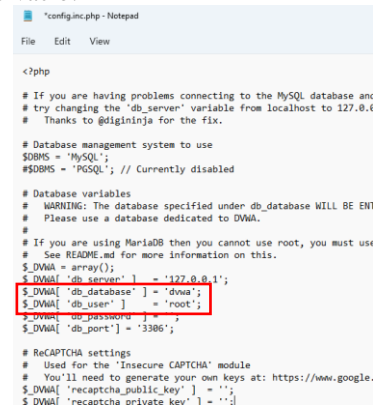 *config.inc.php - Notepad
File Edit View
<?php
# If you are having problems connecting to the MySQL database and
# try changing the 'db_server' variable from localhost to 127.0.0
# Thanks to @digininja for the fix.
# Database management system to use
$DBMS = 'MySQL';
#$DBMS = 'PGSQL'; // Currently disabled
# Database variables
# WARNING: The database specified under db_database WILL BE ENT
# Please use a database dedicated to DVWA.
#
# If you are using MariaDB then you cannot use root, you must use
# See README.md for more information on this.
$_DVWA = array();
$_DVWA[ 'db_server' ] = '127.0.0.1';
$_DVWA[ 'db_database' ] = 'dvwa';
$_DVWA[ 'db_user' ] = 'root';
$_DVWA[ 'db_password' ] = '';
$_DVWA[ 'db_port'] = '3306';
# ReCAPTCHA settings
# Used for the 'Insecure CAPTCHA' module
# You'll need to generate your own keys at: https://www.google.
$_DVWA[ 'recaptcha_public_key' ] = '';
$_DVWA[ 'recaptcha_private_key' ] = '';